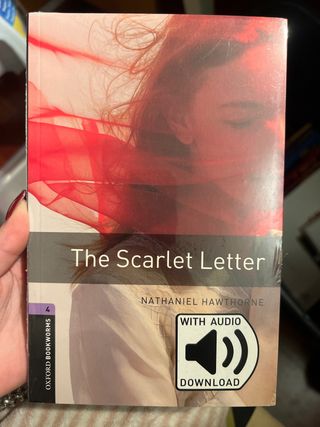 The Scarlet Letter
NATHANIEL HAWTHORNE
WITH AUDIO
DOWNLOAD
4
OXFORD BOOKWORMS